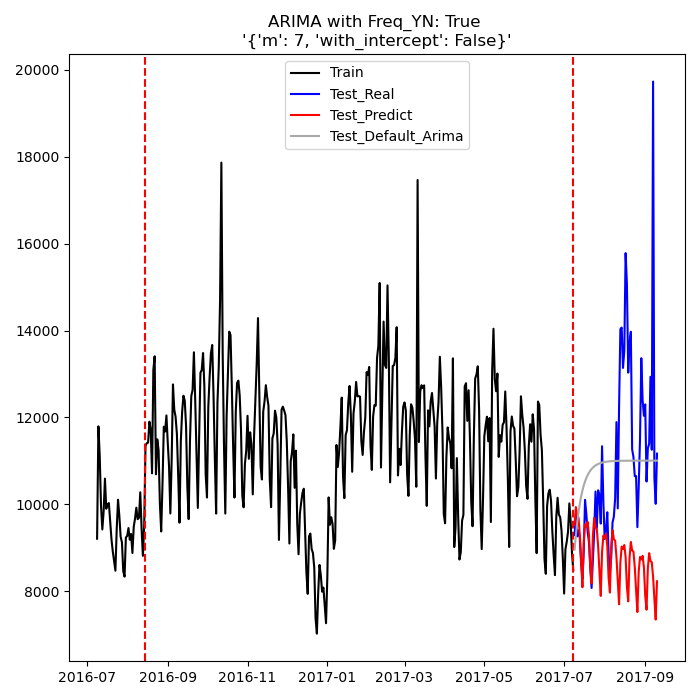 ARIMA with Freq_YN: True
'{'m': 7, 'with_intercept': False}'
Train
Test_Real
Test_Predict
Test_Default_Arima
20000
18000
16000
14000
12000
10000
8000
2016-07 2016-09 2016-11 2017-01 2017-03 2017-05 2017-07 2017-09